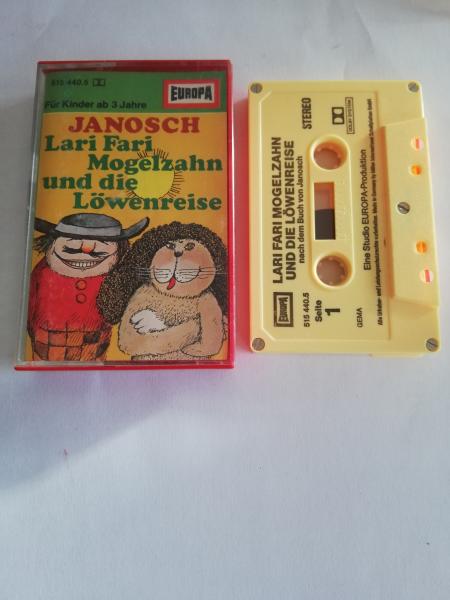 515 440.5
EUROPA
Für Kinder ab 3 Jahre
JANOSCH
Lari Fari
Mogelzahn
und die
Löwenreise
LARI FARI MOGELZAHN
UND DIE LÖWENREISE
nach dem Buch von Janosch
STEREO
EUROPA
515 440.5
Seite
1
GEMA
Eine Studio EUROPA-Produktion